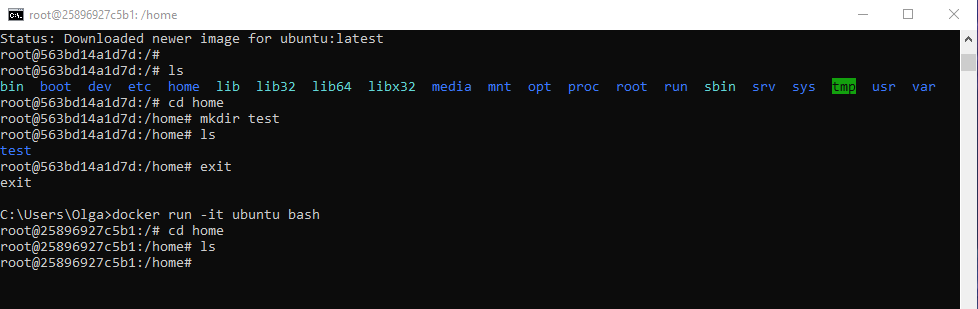 root@25896927c5b1: /home
Status: Downloaded newer image for ubuntu:latest
root@563bd14a1d7d:/#
root@563bd14a1d7d:/# ls
bin  boot  dev  etc  home  lib  lib32  lib64  libx32  media  mnt  opt  proc  root  run  sbin  srv  sys  tmp  usr  var
root@563bd14a1d7d:/# cd home
root@563bd14a1d7d:/home# mkdir test
root@563bd14a1d7d:/home# ls
test
root@563bd14a1d7d:/home# exit
exit
C:\Users\Olga>docker run -it ubuntu bash
root@25896927c5b1:/# cd home
root@25896927c5b1:/home# ls
root@25896927c5b1:/home#